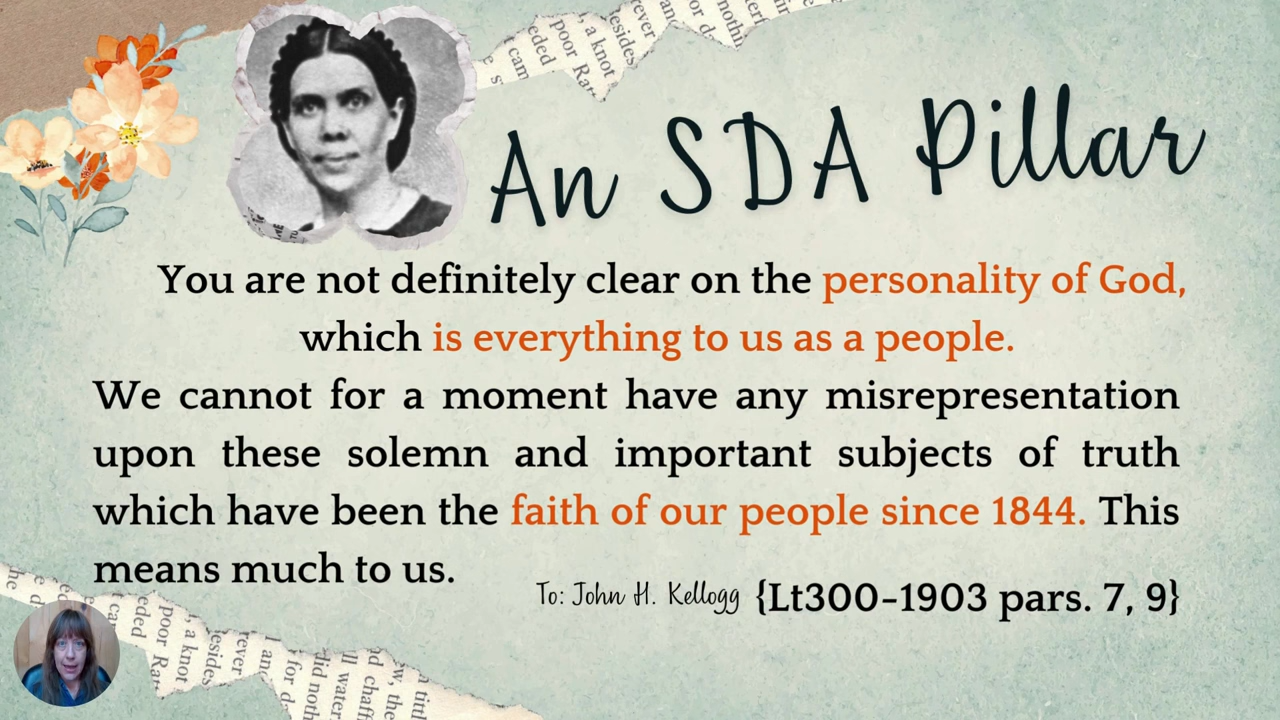 An SDA Pillar
You are not definitely clear on the personality of God,
which is everything to us as a people.
We cannot for a moment have any misrepresentation
upon these solemn and important subjects of truth
which have been the faith of our people since 1844. This
means much to us.
To: John H. Kellogg {Lt300-1903 pars. 7, 9}